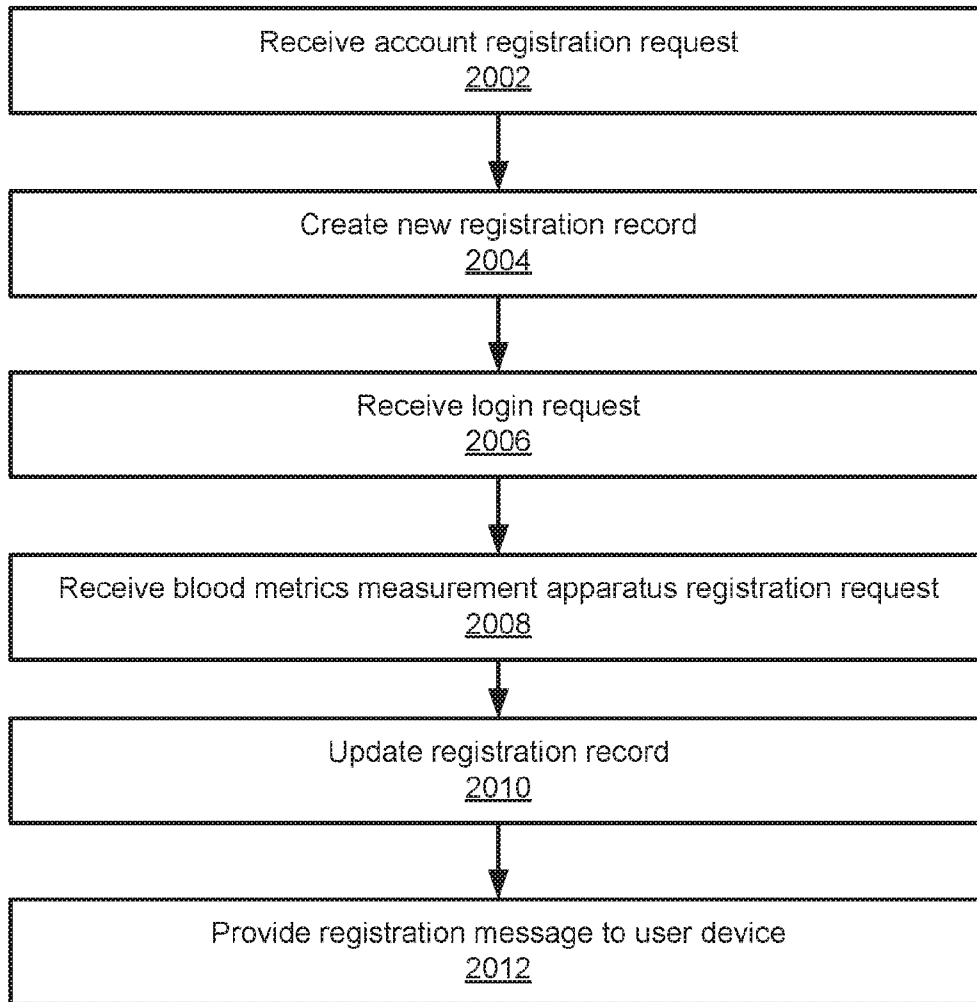 Receive account registration request
2002
Create new registration record
2004
Receive login request
2006
Receive blood metrics measurement apparatus registration request
2008
Update registration record
2010
Provide registration message to user device
2012